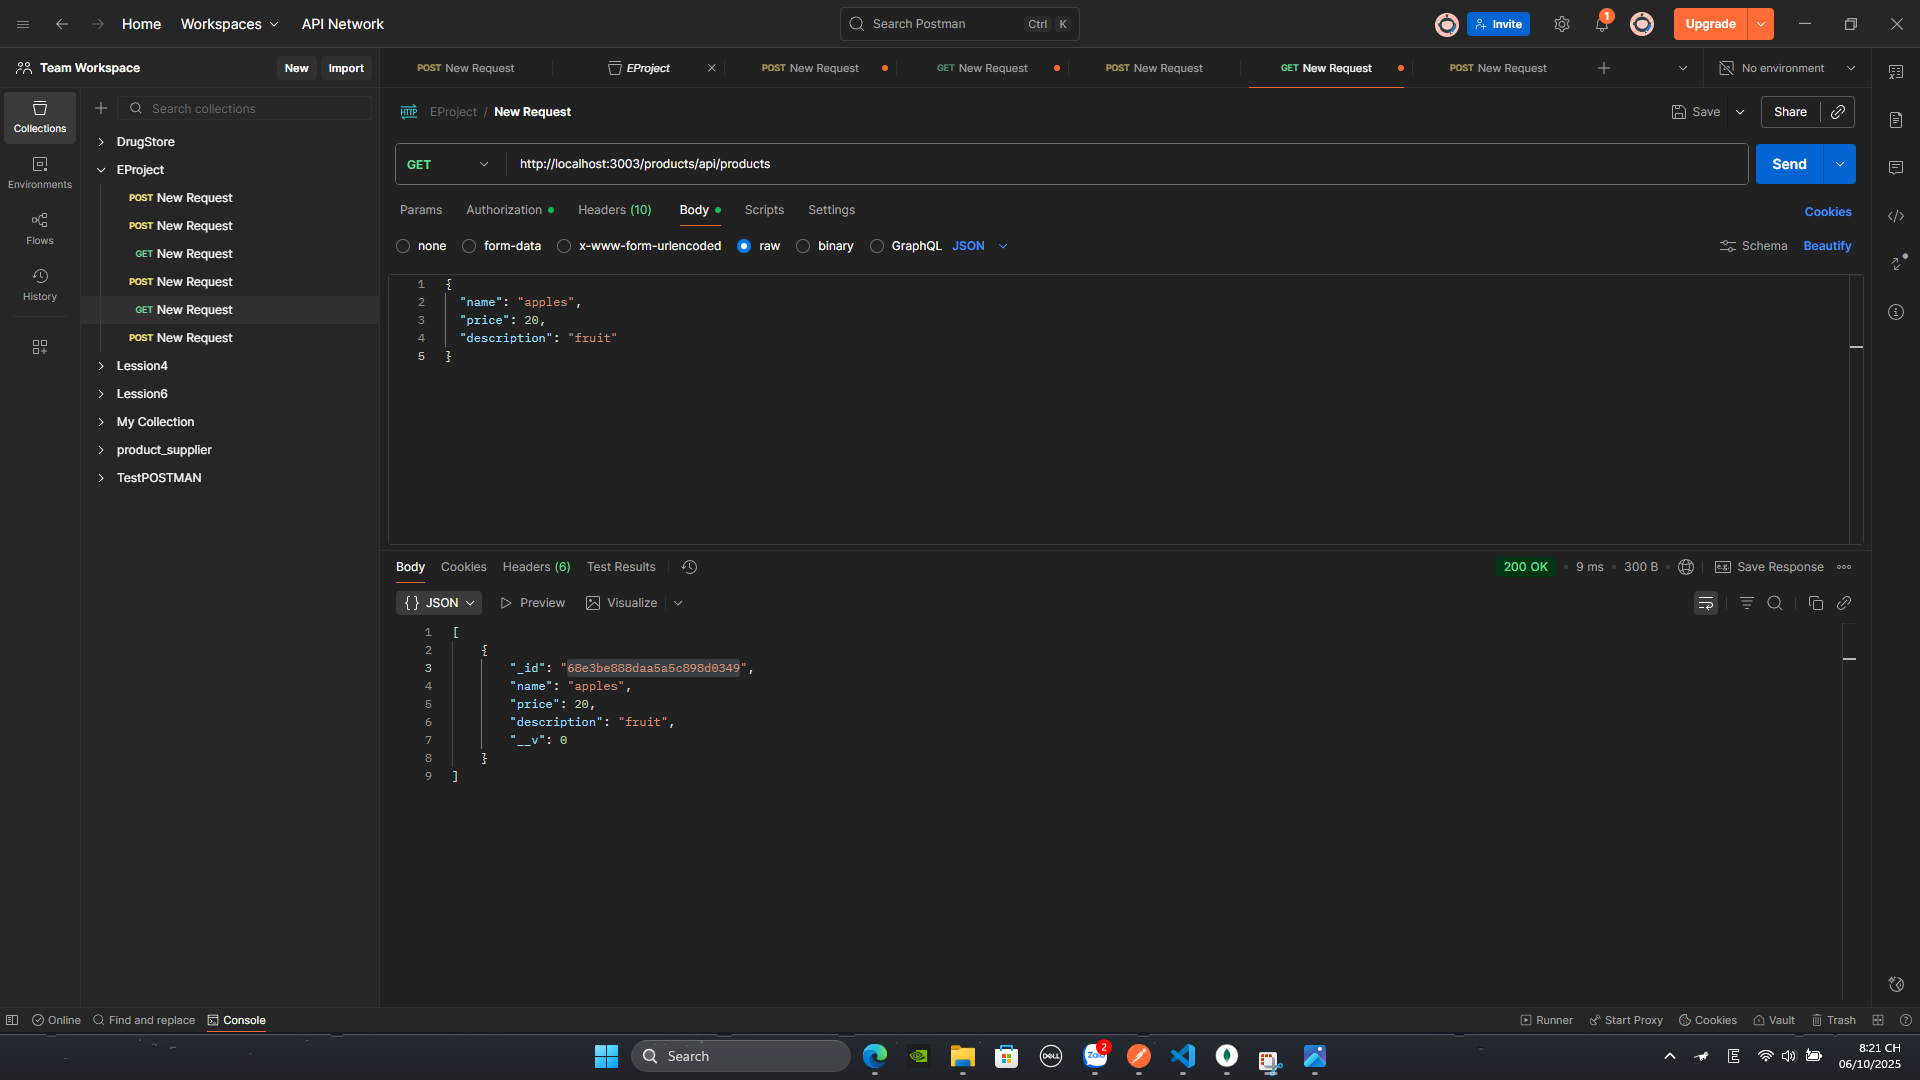 Home Workspaces API Network Search Postman Ctrl K Invite 1 Upgrade
Team Workspace New Import POST New Request EProject POST New Request GET New Request POST New Request GET New Request POST New Request No environment
Collections
Environments
Flows
History
Search collections
DrugStore
EProject
POST New Request
POST New Request
GET New Request
POST New Request
GET New Request
POST New Request
Lession4
Lession6
My Collection
product_supplier
TestPOSTMAN
HTTP EProject / New Request Save Share
GET http://localhost:3003/products/api/products Send
Params Authorization Headers (10) Body Scripts Settings Cookies
none form-data x-www-form-urlencoded raw binary GraphQL JSON Schema Beautify
1 {
2 "name": "apples",
3 "price": 20,
4 "description": "fruit"
5 }
Body Cookies Headers (6) Test Results 200 OK 9 ms 300 B e.g. Save Response
{} JSON Preview Visualize
1 [
2 {
3 "_id": "68e3be888daa5a5c898d0349",
4 "name": "apples",
5 "price": 20,
6 "description": "fruit",
7 "__v": 0
8 }
9 ]
Online Find and replace Console Runner Start Proxy Cookies Vault Trash
Search DELL Zalo 2 E 8:21 CH
06/10/2025